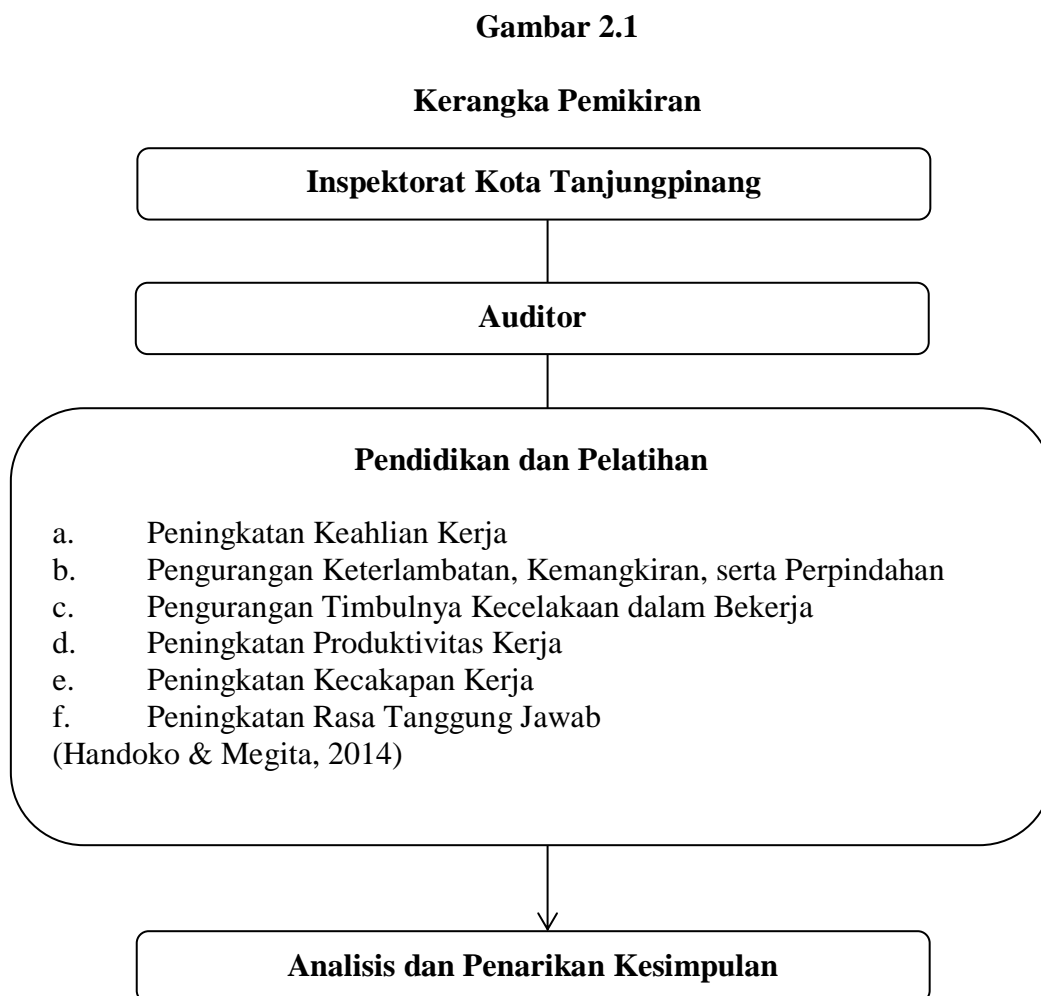 Gambar 2.1
Kerangka Pemikiran
Inspektorat Kota Tanjungpinang
Auditor
Pendidikan dan Pelatihan
a. Peningkatan Keahlian Kerja
b. Pengurangan Keterlambatan, Kemangkiran, serta Perpindahan
c. Pengurangan Timbulnya Kecelakaan dalam Bekerja
d. Peningkatan Produktivitas Kerja
e. Peningkatan Kecakapan Kerja
f. Peningkatan Rasa Tanggung Jawab
(Handoko & Megita, 2014)
Analisis dan Penarikan Kesimpulan